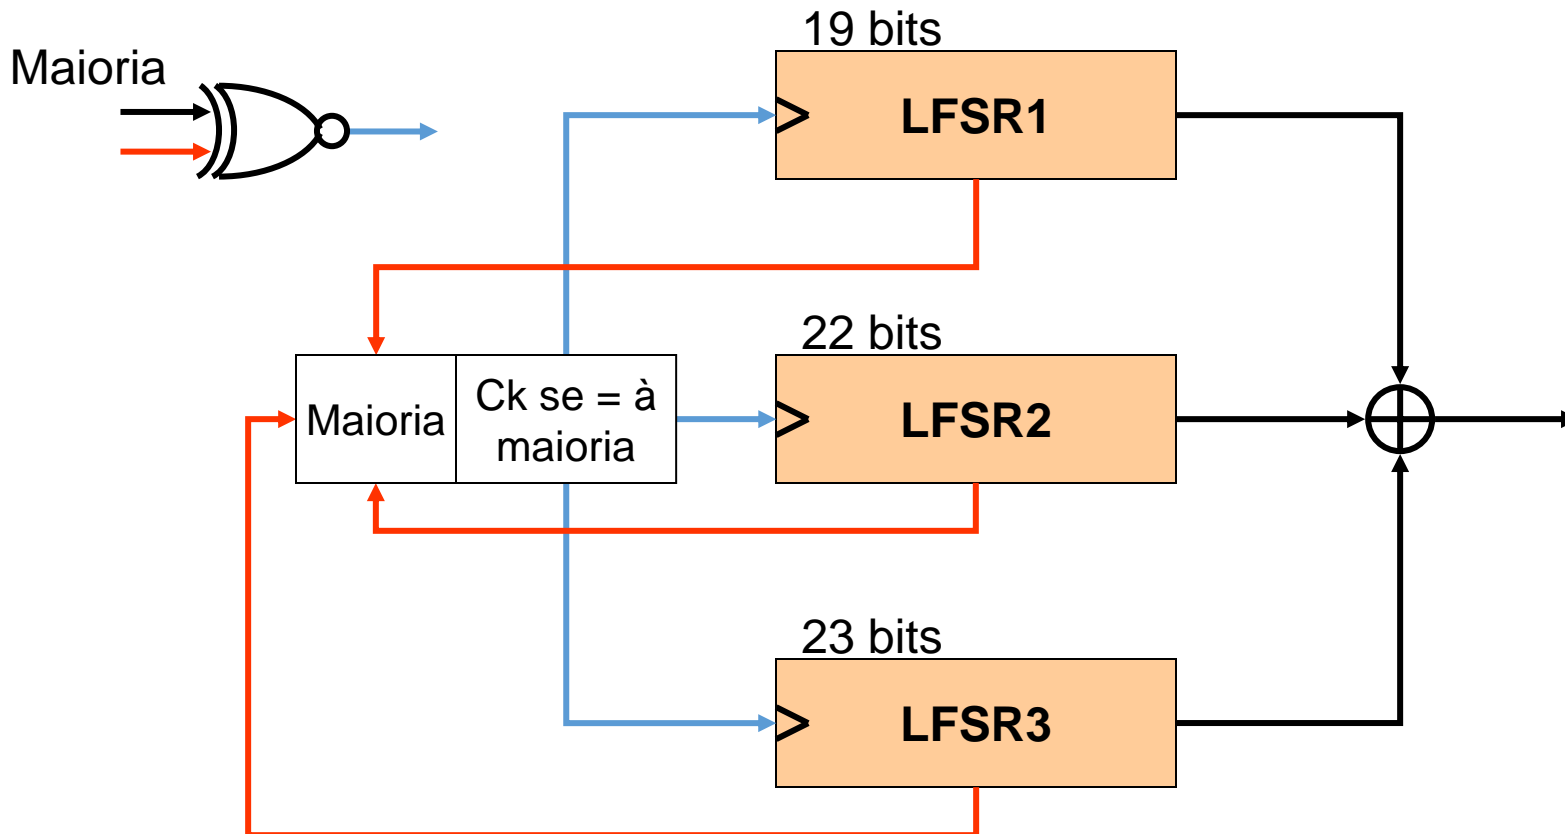 Maioria
19 bits
LFSR1
22 bits
Maioria
Ck se = à
maioria
LFSR2
23 bits
LFSR3